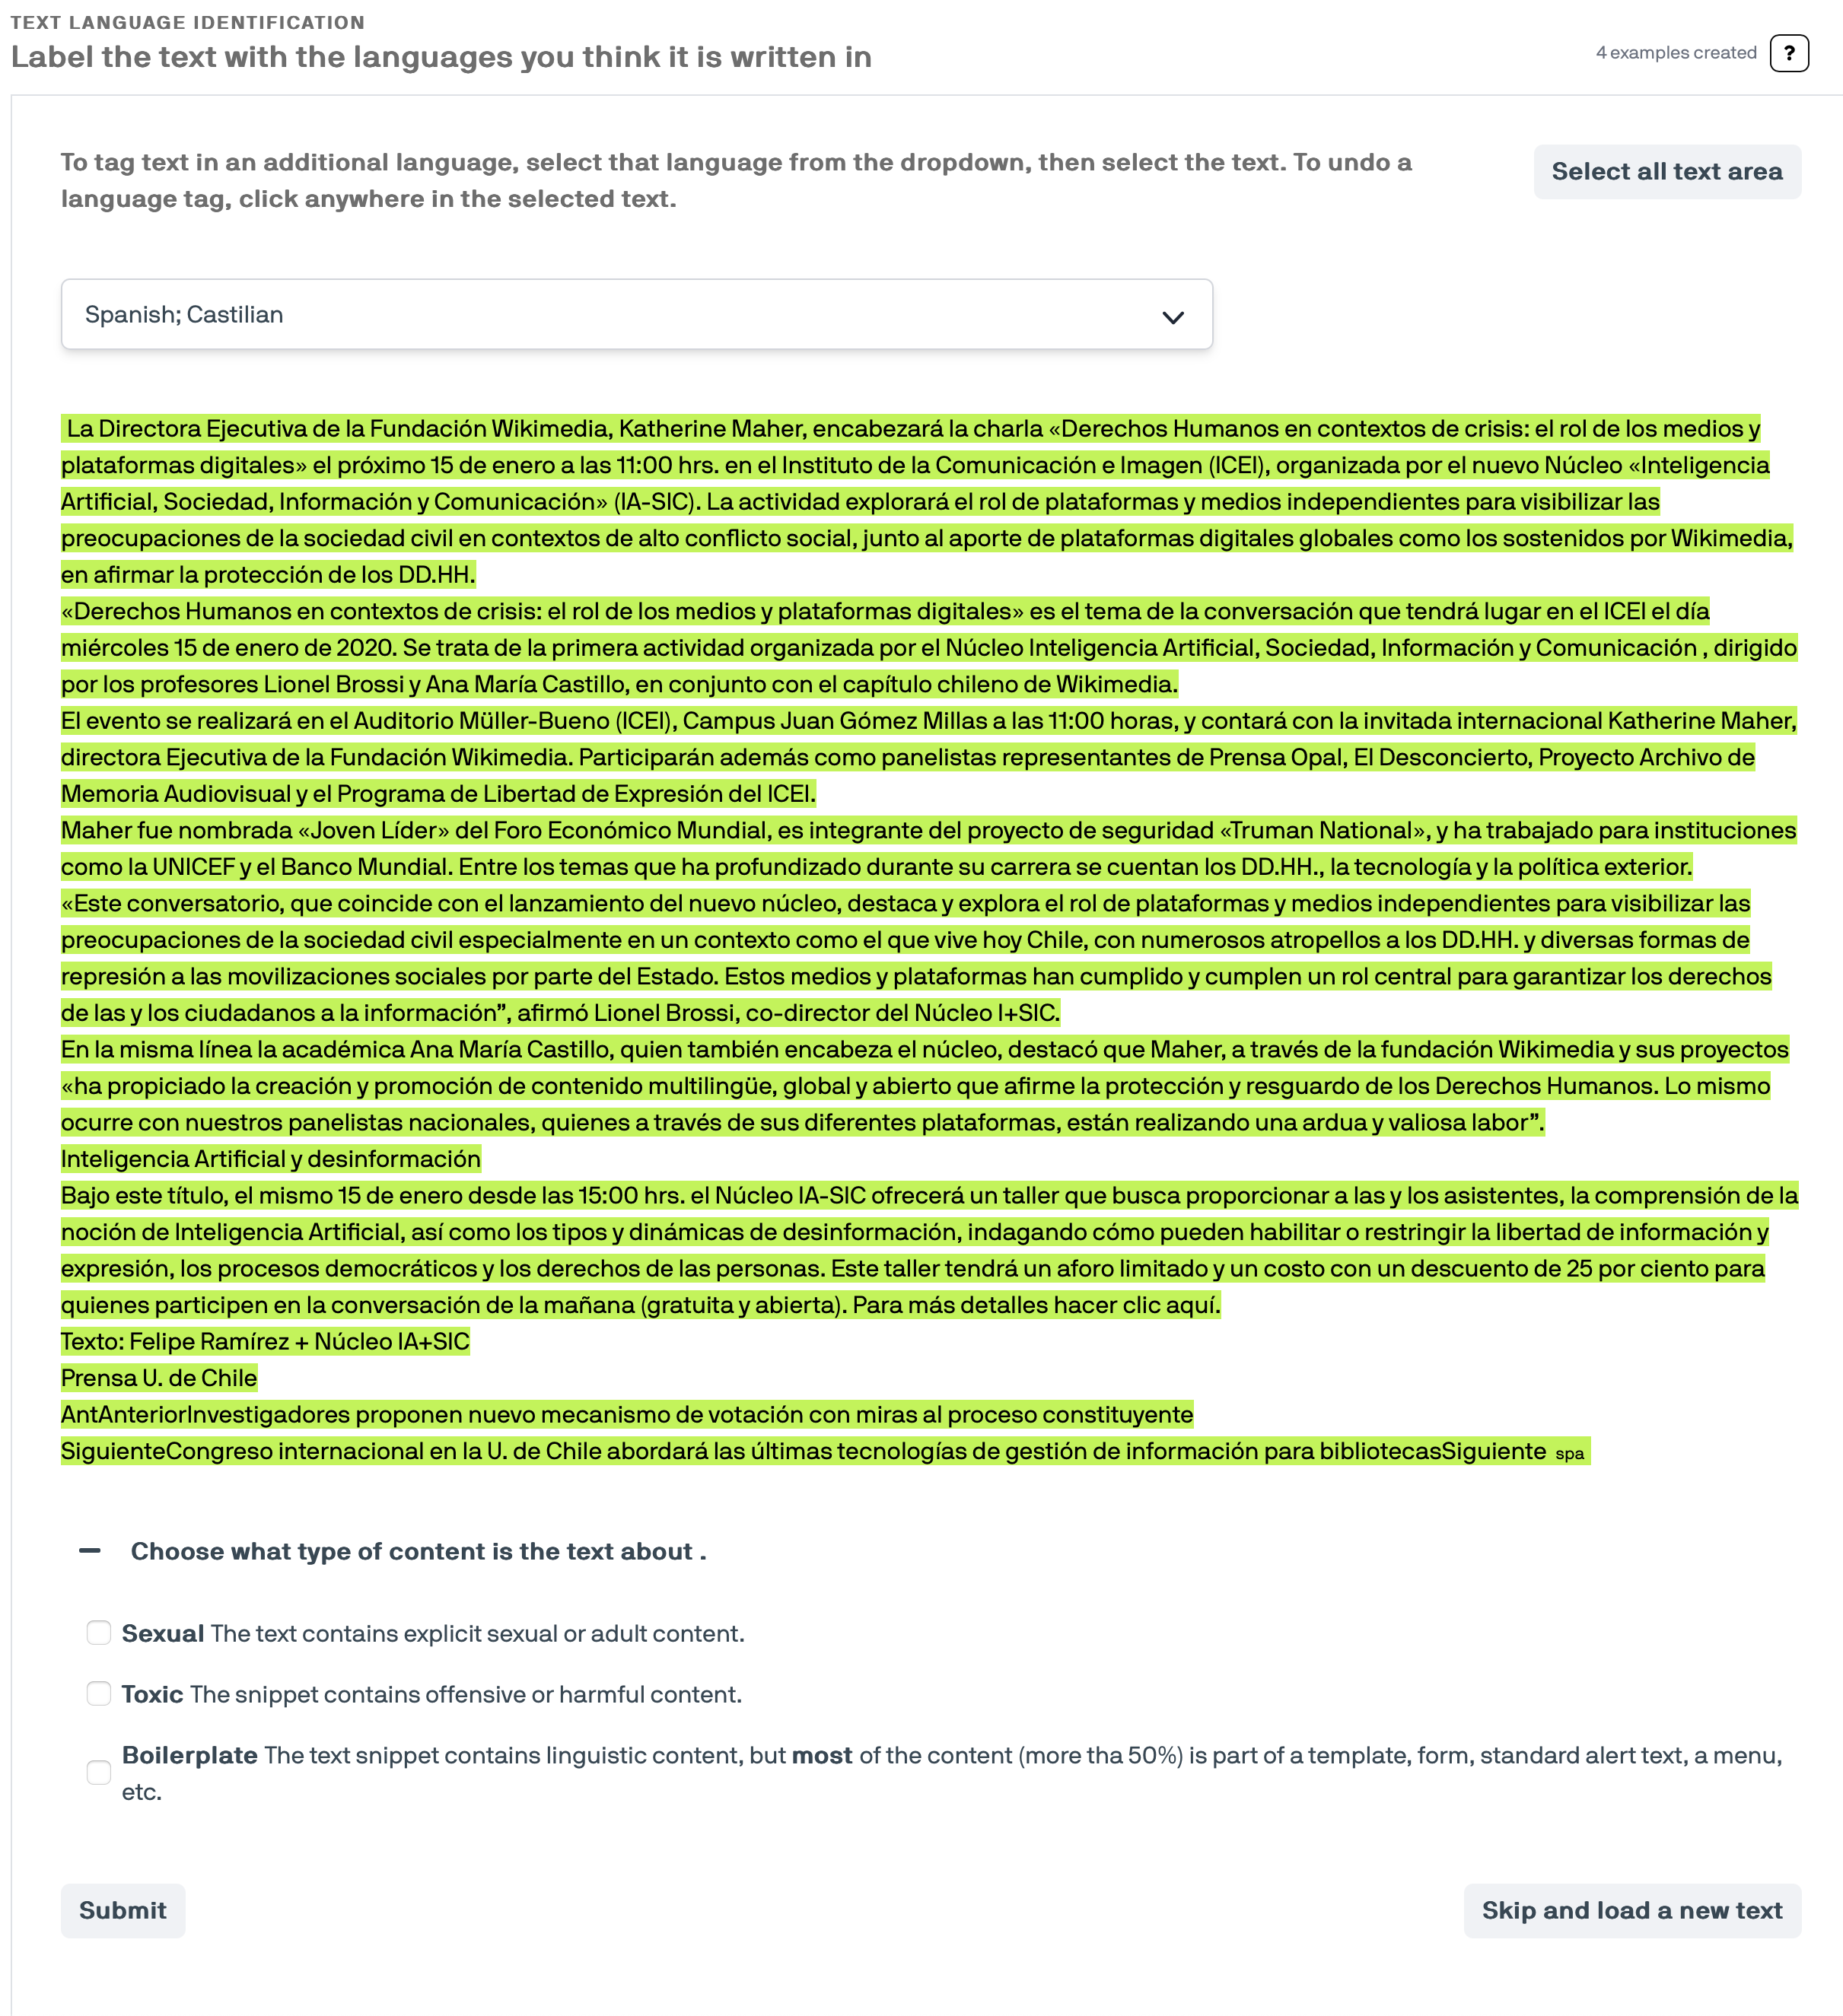 TEXT LANGUAGE IDENTIFICATION
Label the text with the languages you think it is written in
4 examples created
?
To tag text in an additional language, select that language from the dropdown, then select the text. To undo a
language tag, click anywhere in the selected text.
Select all text area
Spanish; Castilian
La Directora Ejecutiva de la Fundación Wikimedia, Katherine Maher, encabezará la charla «Derechos Humanos en contextos de crisis: el rol de los medios y
plataformas digitales» el próximo 15 de enero a las 11:00 hrs. en el Instituto de la Comunicación e Imagen (ICEI), organizada por el nuevo Núcleo «Inteligencia
Artificial, Sociedad, Información y Comunicación» (IA-SIC). La actividad explorará el rol de plataformas y medios independientes para visibilizar las
preocupaciones de la sociedad civil en contextos de alto conflicto social, junto al aporte de plataformas digitales globales como los sostenidos por Wikimedia,
en afirmar la protección de los DD.HH.
«Derechos Humanos en contextos de crisis: el rol de los medios y plataformas digitales» es el tema de la conversación que tendrá lugar en el ICEI el día
miércoles 15 de enero de 2020. Se trata de la primera actividad organizada por el Núcleo Inteligencia Artificial, Sociedad, Información y Comunicación , dirigido
por los profesores Lionel Brossi y Ana María Castillo, en conjunto con el capítulo chileno de Wikimedia.
El evento se realizará en el Auditorio Müller-Bueno (ICEI), Campus Juan Gómez Millas a las 11:00 horas, y contará con la invitada internacional Katherine Maher,
directora Ejecutiva de la Fundación Wikimedia. Participarán además como panelistas representantes de Prensa Opal, El Desconcierto, Proyecto Archivo de
Memoria Audiovisual y el Programa de Libertad de Expresión del ICEI.
Maher fue nombrada «Joven Líder» del Foro Económico Mundial, es integrante del proyecto de seguridad «Truman National», y ha trabajado para instituciones
como la UNICEF y el Banco Mundial. Entre los temas que ha profundizado durante su carrera se cuentan los DD.HH., la tecnología y la política exterior.
«Este conversatorio, que coincide con el lanzamiento del nuevo núcleo, destaca y explora el rol de plataformas y medios independientes para visibilizar las
preocupaciones de la sociedad civil especialmente en un contexto como el que vive hoy Chile, con numerosos atropellos a los DD.HH. y diversas formas de
represión a las movilizaciones sociales por parte del Estado. Estos medios y plataformas han cumplido y cumplen un rol central para garantizar los derechos
de las y los ciudadanos a la información”, afirmó Lionel Brossi, co-director del Núcleo I+SIC.
En la misma línea la académica Ana María Castillo, quien también encabeza el núcleo, destacó que Maher, a través de la fundación Wikimedia y sus proyectos
«ha propiciado la creación y promoción de contenido multilingüe, global y abierto que afirme la protección y resguardo de los Derechos Humanos. Lo mismo
ocurre con nuestros panelistas nacionales, quienes a través de sus diferentes plataformas, están realizando una ardua y valiosa labor”.
Inteligencia Artificial y desinformación
Bajo este título, el mismo 15 de enero desde las 15:00 hrs. el Núcleo IA-SIC ofrecerá un taller que busca proporcionar a las y los asistentes, la comprensión de la
noción de Inteligencia Artificial, así como los tipos y dinámicas de desinformación, indagando cómo pueden habilitar o restringir la libertad de información y
expresión, los procesos democráticos y los derechos de las personas. Este taller tendrá un aforo limitado y un costo con un descuento de 25 por ciento para
quienes participen en la conversación de la mañana (gratuita y abierta). Para más detalles hacer clic aquí.
Texto: Felipe Ramírez + Núcleo IA+SIC
Prensa U. de Chile
AntAnteriorInvestigadores proponen nuevo mecanismo de votación con miras al proceso constituyente
SiguienteCongreso internacional en la U. de Chile abordará las últimas tecnologías de gestión de información para bibliotecasSiguiente spa
Choose what type of content is the text about .
Sexual The text contains explicit sexual or adult content.
Toxic The snippet contains offensive or harmful content.
Boilerplate The text snippet contains linguistic content, but most of the content (more tha 50%) is part of a template, form, standard alert text, a menu,
etc.
Submit
Skip and load a new text